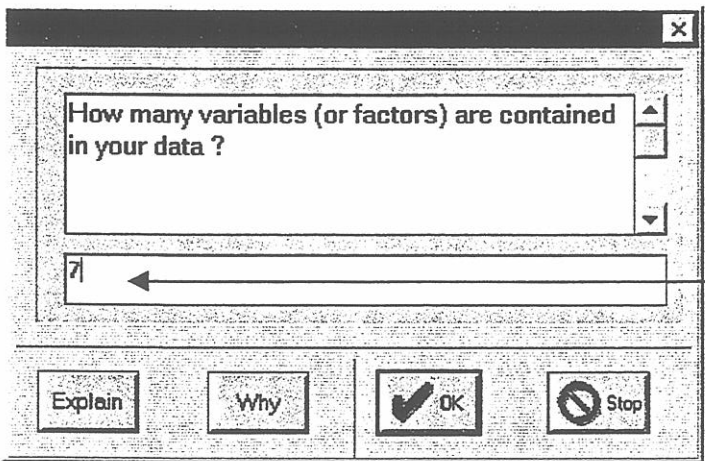 How many variables (or factors) are contained
in your data ?
7
Explain
Why
OK
Stop